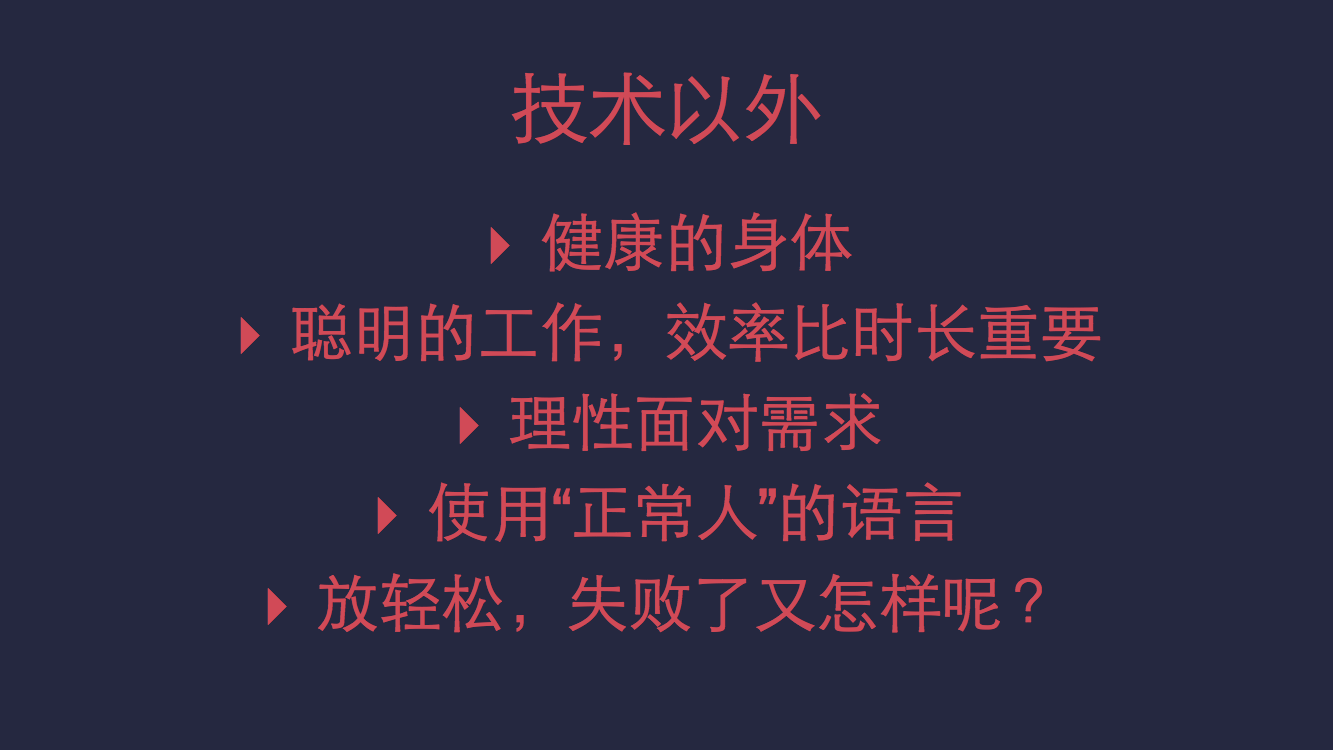 技术以外
‣ 健康的身体
‣ 聪明的工作，效率比时长重要
‣ 理性面对需求
‣ 使用“正常人”的语言
‣ 放轻松，失败了又怎样呢？